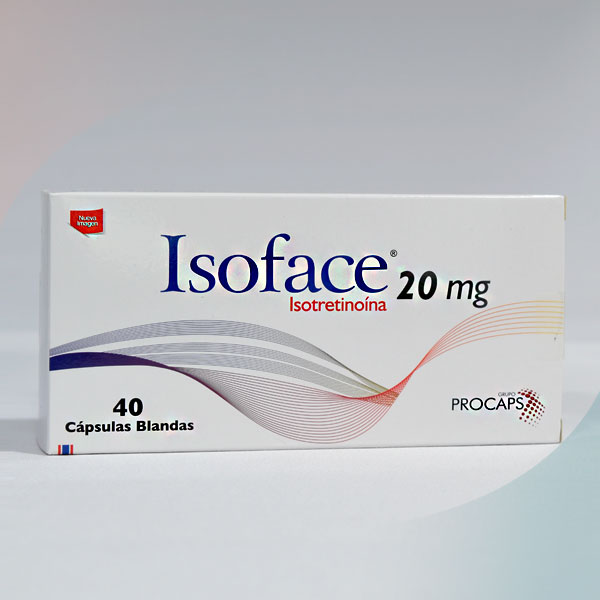 Nueva
Imagen
Isoface®
Isotretinoína
20 mg
40
Cápsulas Blandas
GRUPO
PROCAPS